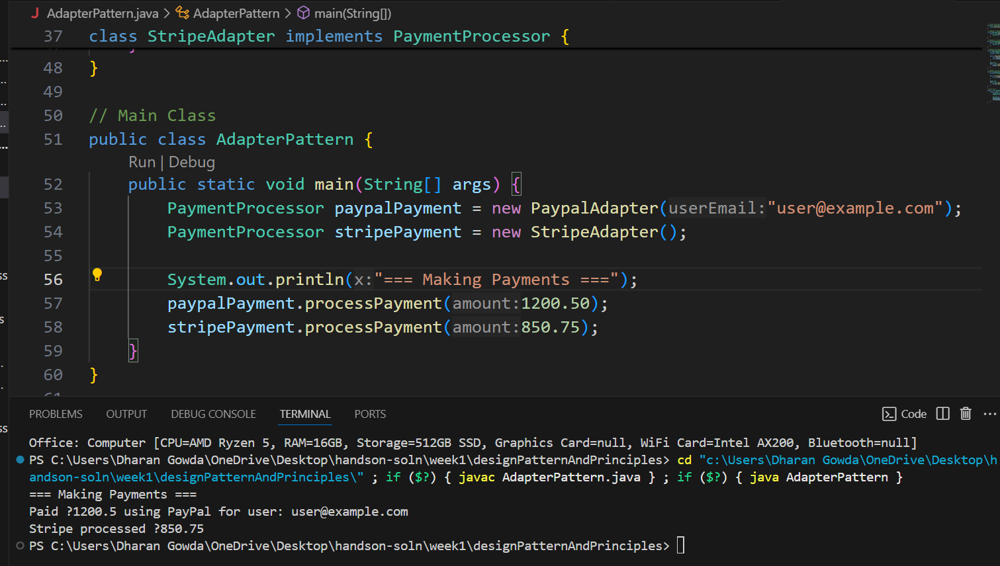 AdapterPattern.java > AdapterPattern > main(String[])
37 class StripeAdapter implements PaymentProcessor {
48 }
49
50 // Main Class
51 public class AdapterPattern {
Run | Debug
52 public static void main(String[] args) {
53 PaymentProcessor paypalPayment = new PaypalAdapter(userEmail:"user@example.com");
54 PaymentProcessor stripePayment = new StripeAdapter();
55
56 System.out.println(x:"=== Making Payments ===");
57 paypalPayment.processPayment(amount:1200.50);
58 stripePayment.processPayment(amount:850.75);
59 }
60 }
PROBLEMS OUTPUT DEBUG CONSOLE TERMINAL PORTS Code
Office: Computer [CPU=AMD Ryzen 5, RAM=16GB, Storage=512GB SSD, Graphics Card=null, WiFi Card=Intel AX200, Bluetooth=null]
PS C:\Users\Dharan Gowda\OneDrive\Desktop\handson-soln\week1\designPatternAndPrinciples> cd "c:\Users\Dharan Gowda\OneDrive\Desktop\h
andson-soln\week1\designPatternAndPrinciples\" ; if ($?) { javac AdapterPattern.java } ; if ($?) { java AdapterPattern }
=== Making Payments ===
Paid ?1200.5 using PayPal for user: user@example.com
Stripe processed ?850.75
PS C:\Users\Dharan Gowda\OneDrive\Desktop\handson-soln\week1\designPatternAndPrinciples>